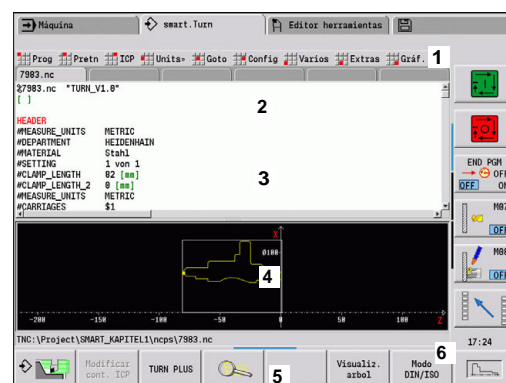 Máquina smart.Turn Editor herramientas
Prog Pretn ICP Units» Goto Config Varios Extras Gráf. 1
7983.nc
%7983.nc "TURN_V1.0"
[ ]
2
HEADER
#MEASURE_UNITS METRIC
#DEPARTMENT HEIDENHAIN
#MATERIAL Stahl
#SETTING 1 von 1
#CLAMP_LENGTH 82 [mm]
3
#CLAMP_LENGTH_2 0 [mm]
#MEASURE_UNITS METRIC
#CARRIAGES $1
X
Ø100
4
-200 -150 -100 -50 0 50 100 Z
TNC:\Project\SMART_KAPITEL1\ncps\7983.nc
6
Modificar cont. ICP
TURN PLUS
5
Visualiz. arbol
Modo DIN/ISO
1
0
END PGM
OFF
OFF ON
M07
OFF
M08
OFF
17:24